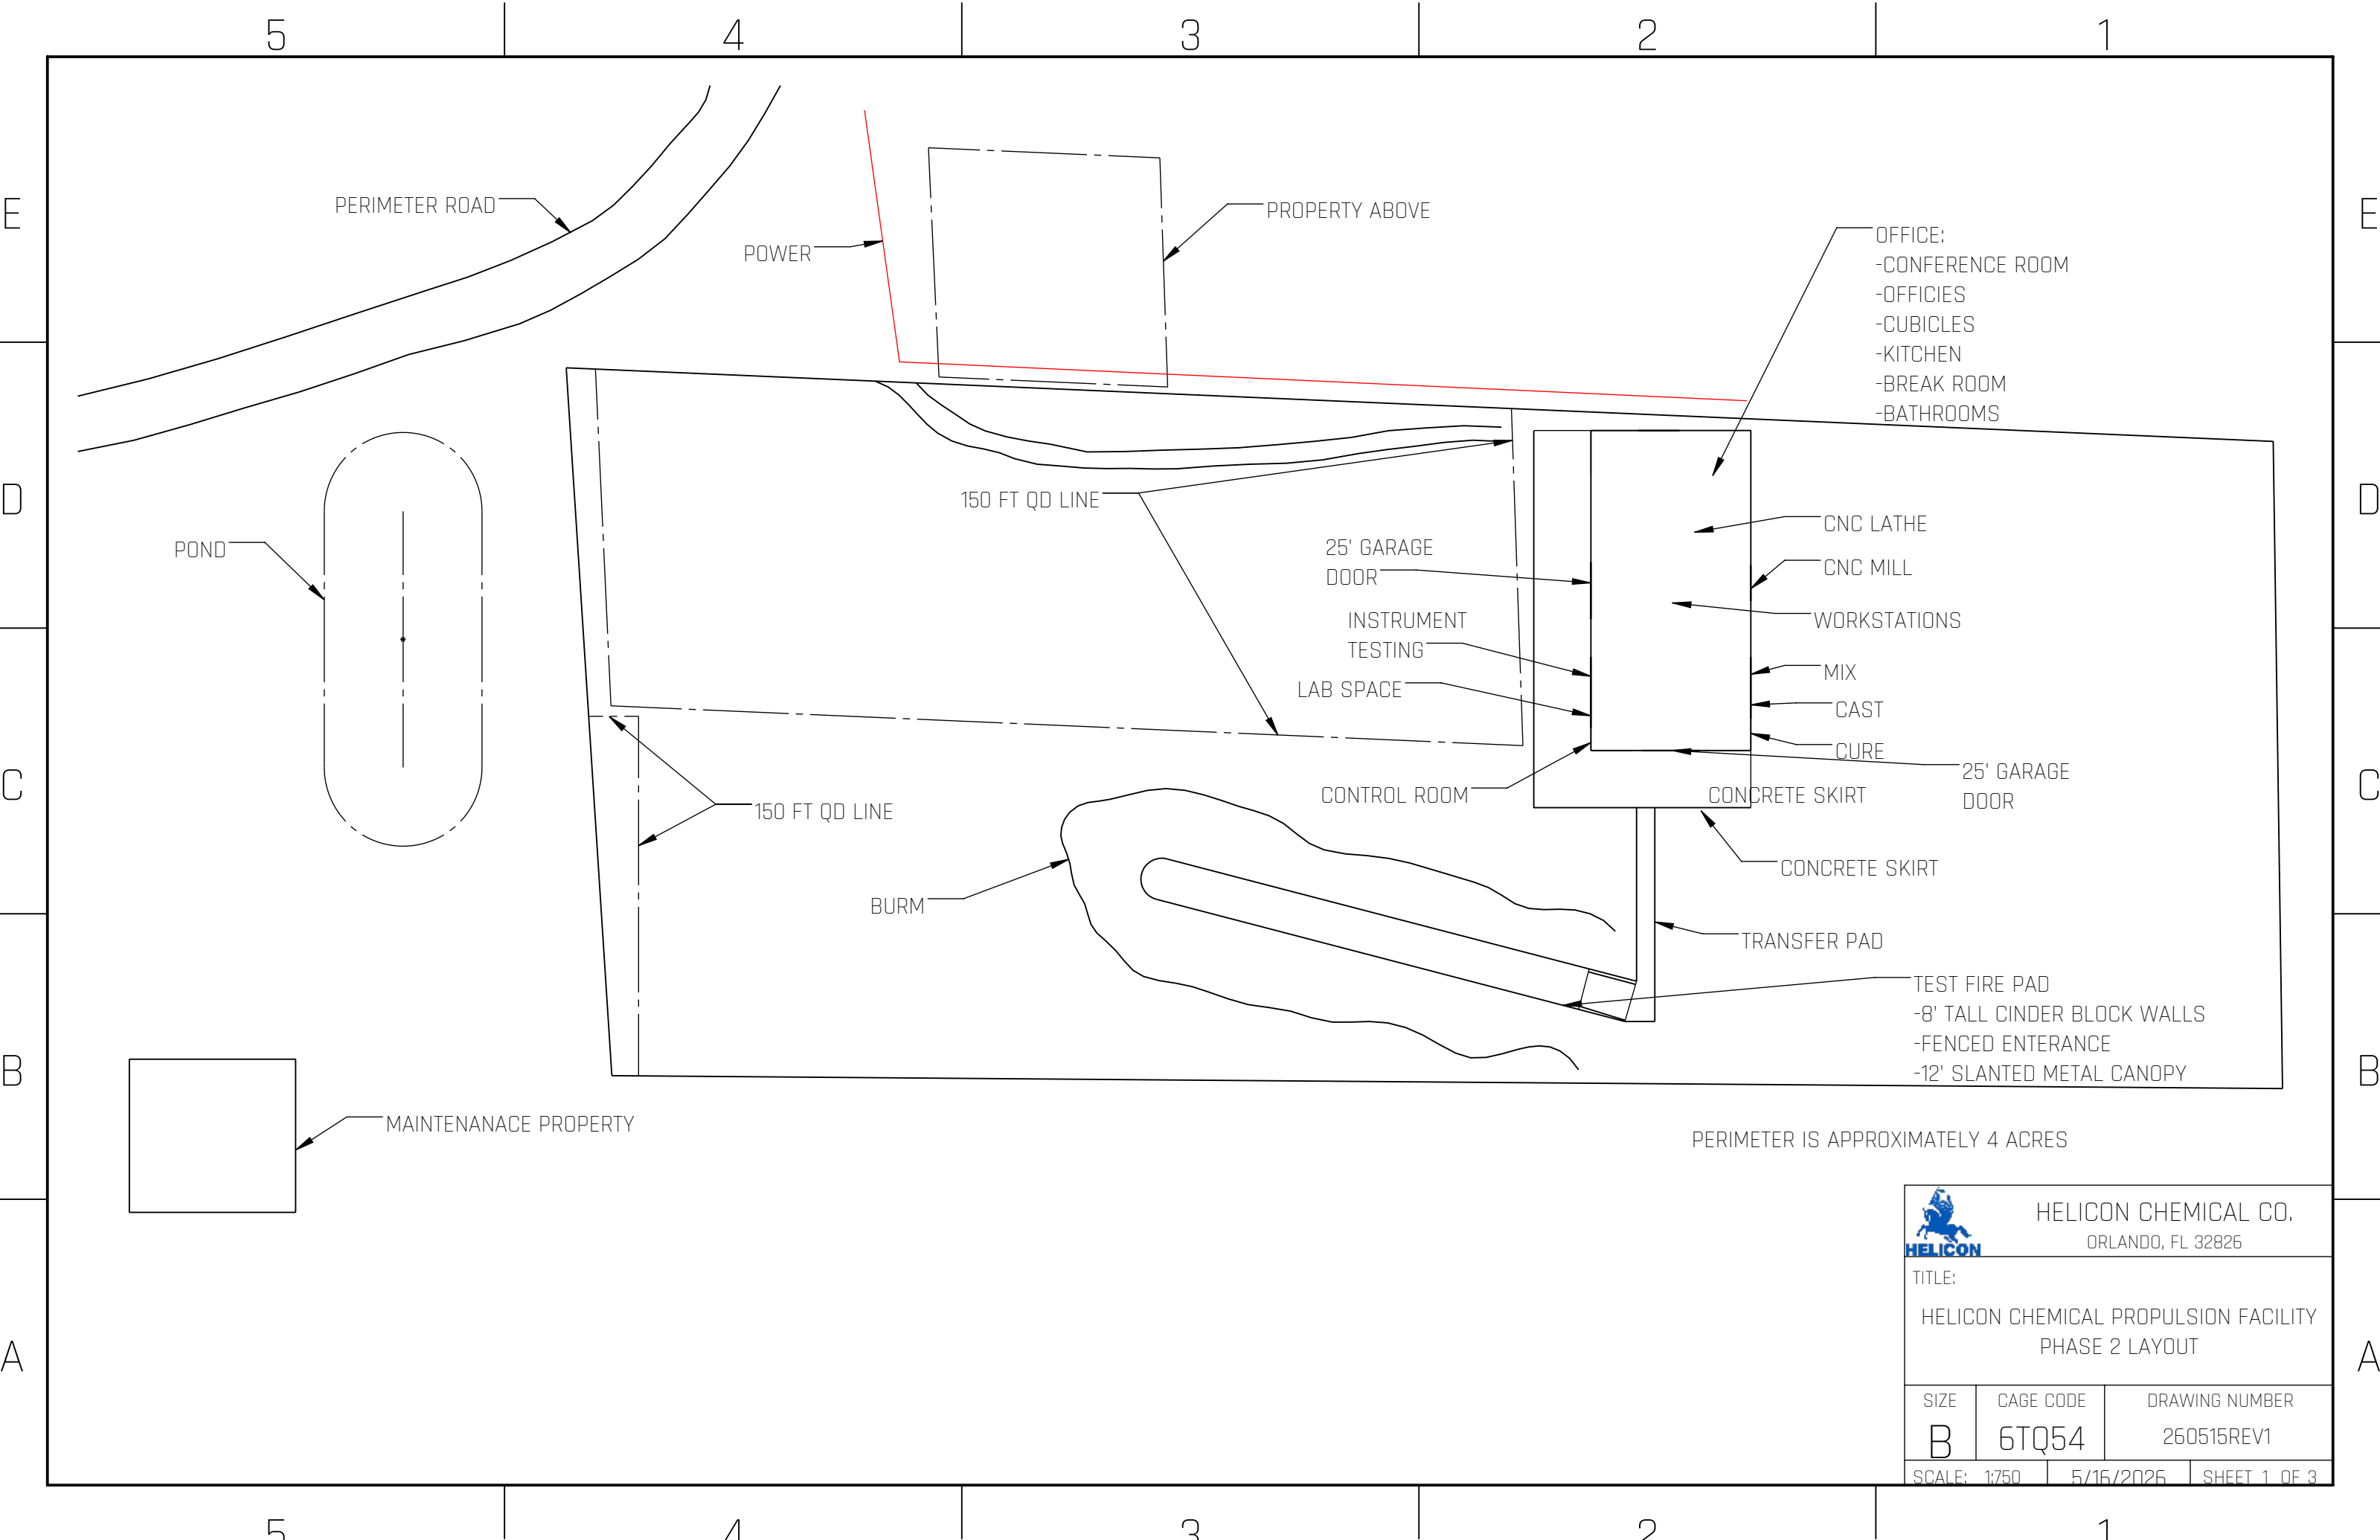 5 4 3 2 1
E E
PERIMETER ROAD
POWER
PROPERTY ABOVE
OFFICE:
-CONFERENCE ROOM
-OFFICIES
-CUBICLES
-KITCHEN
-BREAK ROOM
-BATHROOMS
D D
150 FT QD LINE
POND
25' GARAGE
DOOR
CNC LATHE
CNC MILL
INSTRUMENT
TESTING
WORKSTATIONS
LAB SPACE
MIX
CAST
CURE
C C
150 FT QD LINE
CONTROL ROOM
CONCRETE SKIRT
25' GARAGE
DOOR
CONCRETE SKIRT
BURM
TRANSFER PAD
TEST FIRE PAD
-8' TALL CINDER BLOCK WALLS
-FENCED ENTERANCE
-12' SLANTED METAL CANOPY
B B
MAINTENANACE PROPERTY
PERIMETER IS APPROXIMATELY 4 ACRES
HELICON
HELICON CHEMICAL CO.
ORLANDO, FL 32826
TITLE:
HELICON CHEMICAL PROPULSION FACILITY
PHASE 2 LAYOUT
A A
SIZE
B
CAGE CODE
6TQ54
DRAWING NUMBER
260515REV1
SCALE: 1:750
5/16/2026
SHEET 1 OF 3
5 4 3 2 1